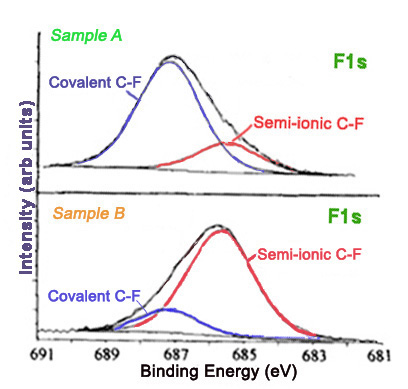 Sample A
F1s
Covalent C-F
Semi-ionic C-F
Intensity (arb units)
Sample B
F1s
Semi-ionic C-F
Covalent C-F
691 689 687 685 683 681
Binding Energy (eV)